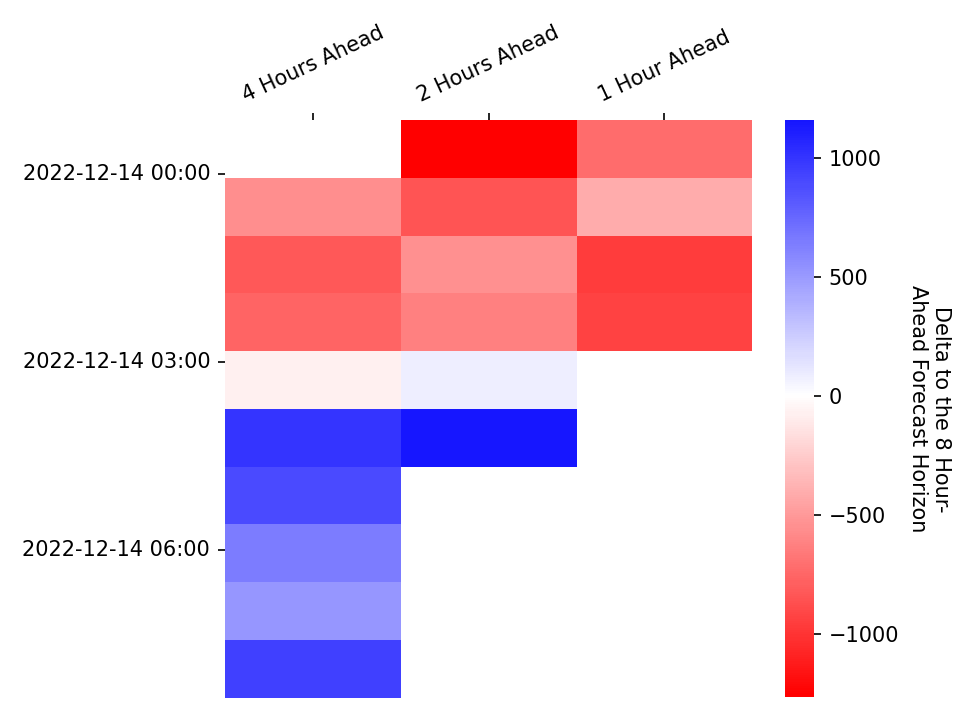 4 Hours Ahead
2 Hours Ahead
1 Hour Ahead
2022-12-14 00:00
2022-12-14 03:00
2022-12-14 06:00
1000
500
0
−500
−1000
Delta to the 8 Hour-
Ahead Forecast Horizon